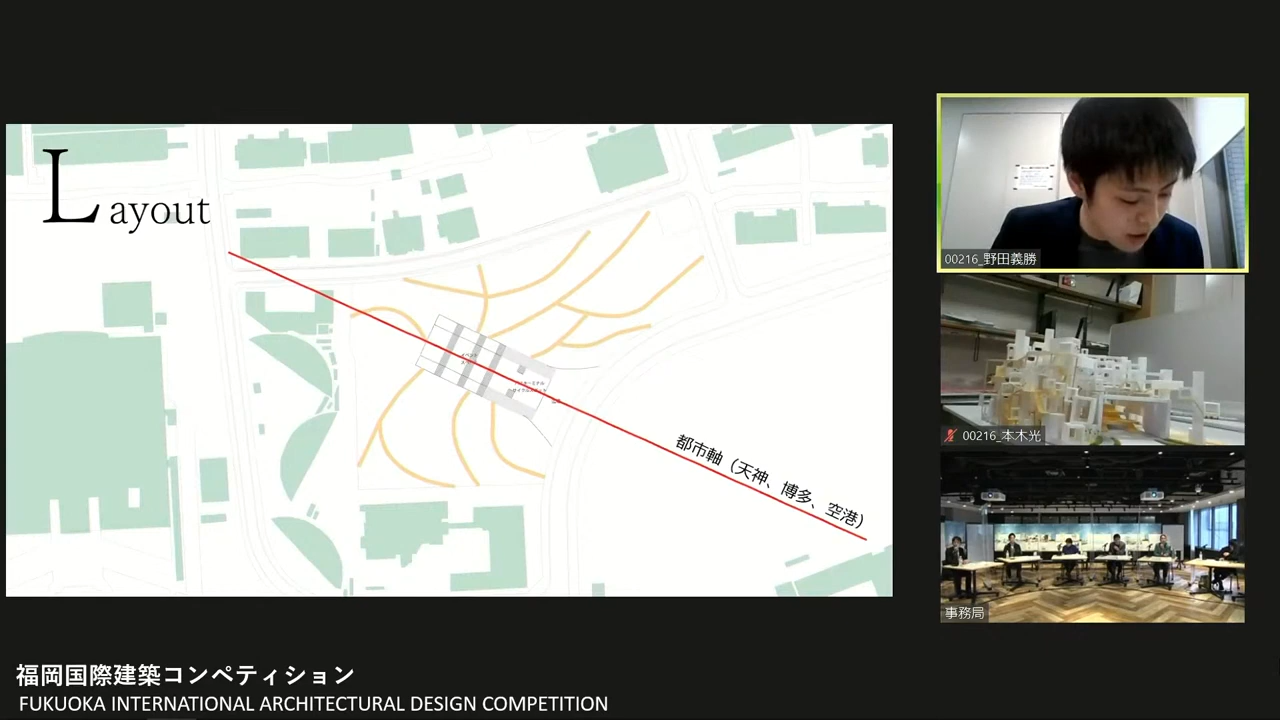 Layout
都市軸（天神、博多、空港）
00216_野田義勝
00216_本木光
事務局
福岡国際建築コンペティション
FUKUOKA INTERNATIONAL ARCHITECTURAL DESIGN COMPETITION